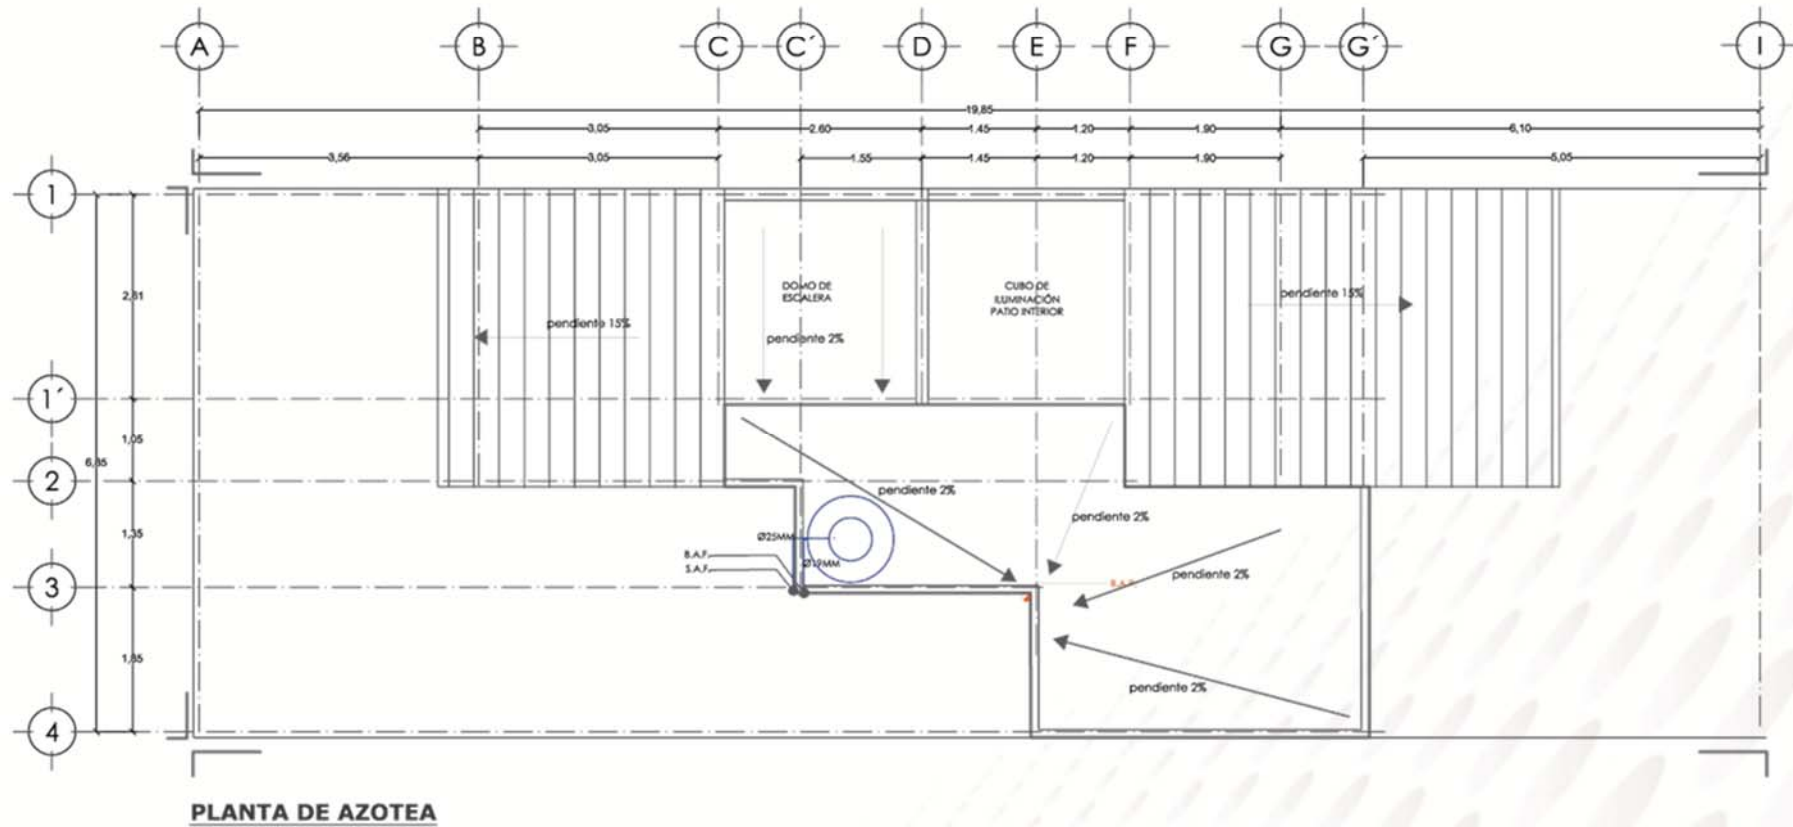 A B C C´ D E F G G´ I
19,85
3,05 2.60 1.45 1.20 1.90 6,10
3,56 3,05 1.55 1.45 1.20 1.90 5,05
1
2,81
DOMO DE
ESCALERA
CUBO DE
ILUMINACIÓN
PATIO INTERIOR
pendiente 15%
pendiente 15%
pendiente 2%
1´
1,05
6,85
2
pendiente 2%
pendiente 2%
Ø25MM
1,35
B.A.F.
S.A.F.
Ø19MM
pendiente 2%
3
1,85
pendiente 2%
4
PLANTA DE AZOTEA